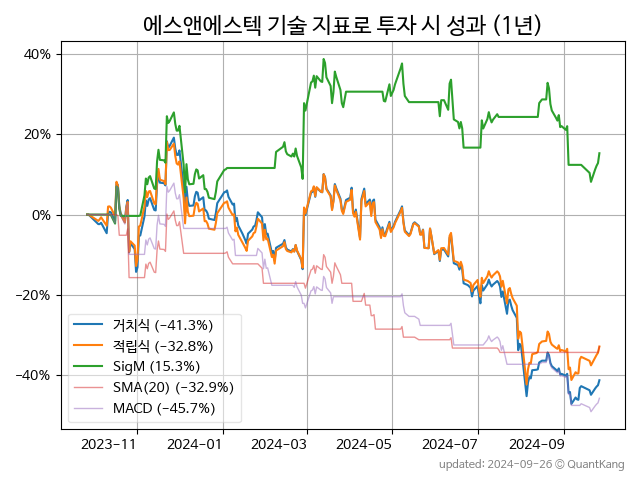 에스앤에스텍 기술 지표로 투자 시 성과 (1년)
40%
20%
0%
−20%
−40%
거치식 (−41.3%)
적립식 (−32.8%)
SigM (15.3%)
SMA(20) (−32.9%)
MACD (−45.7%)
2023-11
2024-01
2024-03
2024-05
2024-07
2024-09
updated: 2024-09-26 © QuantKang